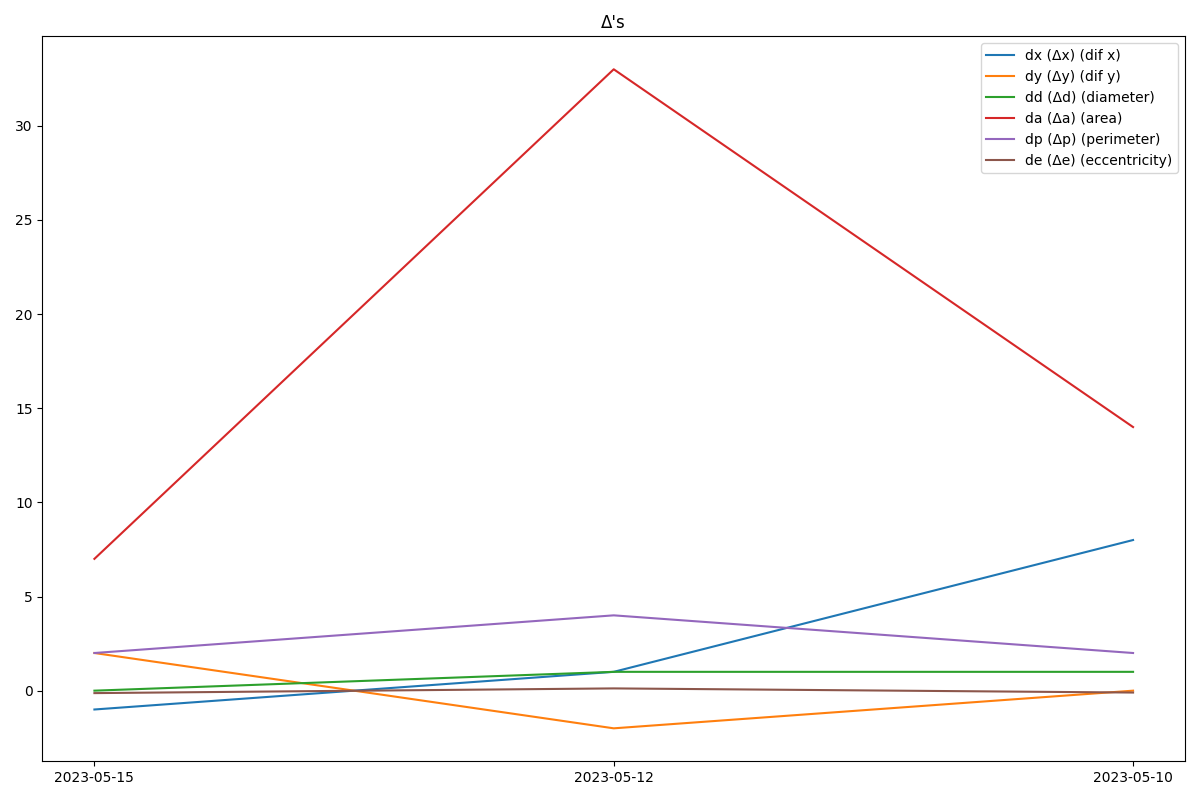 Δ's
dx (Δx) (dif x)
dy (Δy) (dif y)
dd (Δd) (diameter)
da (Δa) (area)
dp (Δp) (perimeter)
de (Δe) (eccentricity)
30
25
20
15
10
5
0
2023-05-15 2023-05-12 2023-05-10